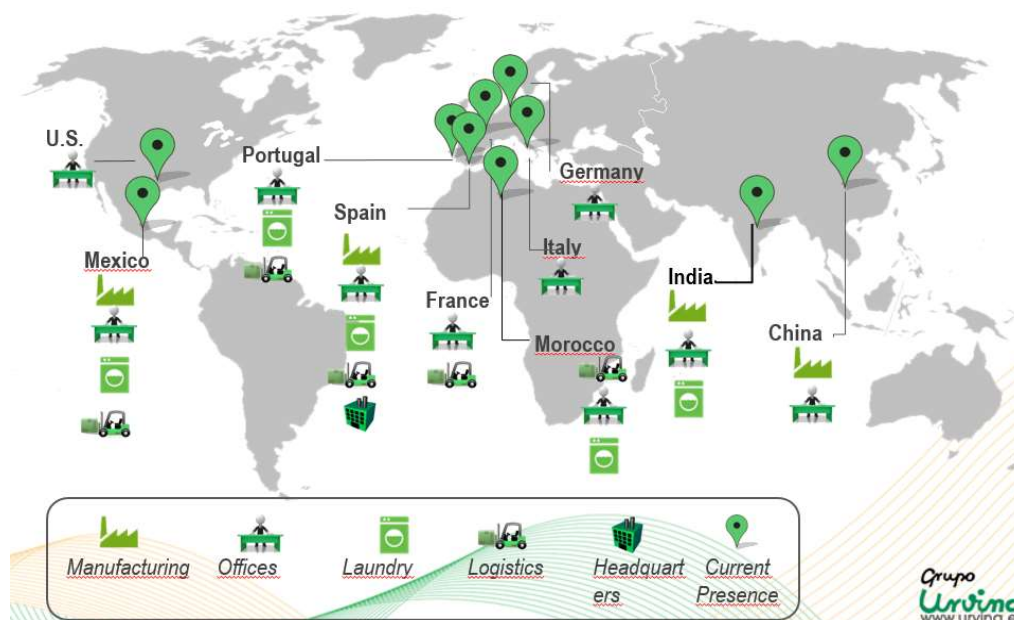 U.S.
Portugal
Germany
Spain
Italy
Mexico
India
France
China
Morocco
Manufacturing
Offices
Laundry
Logistics
Headquart
ers
Current
Presence
Grupo
Urvina